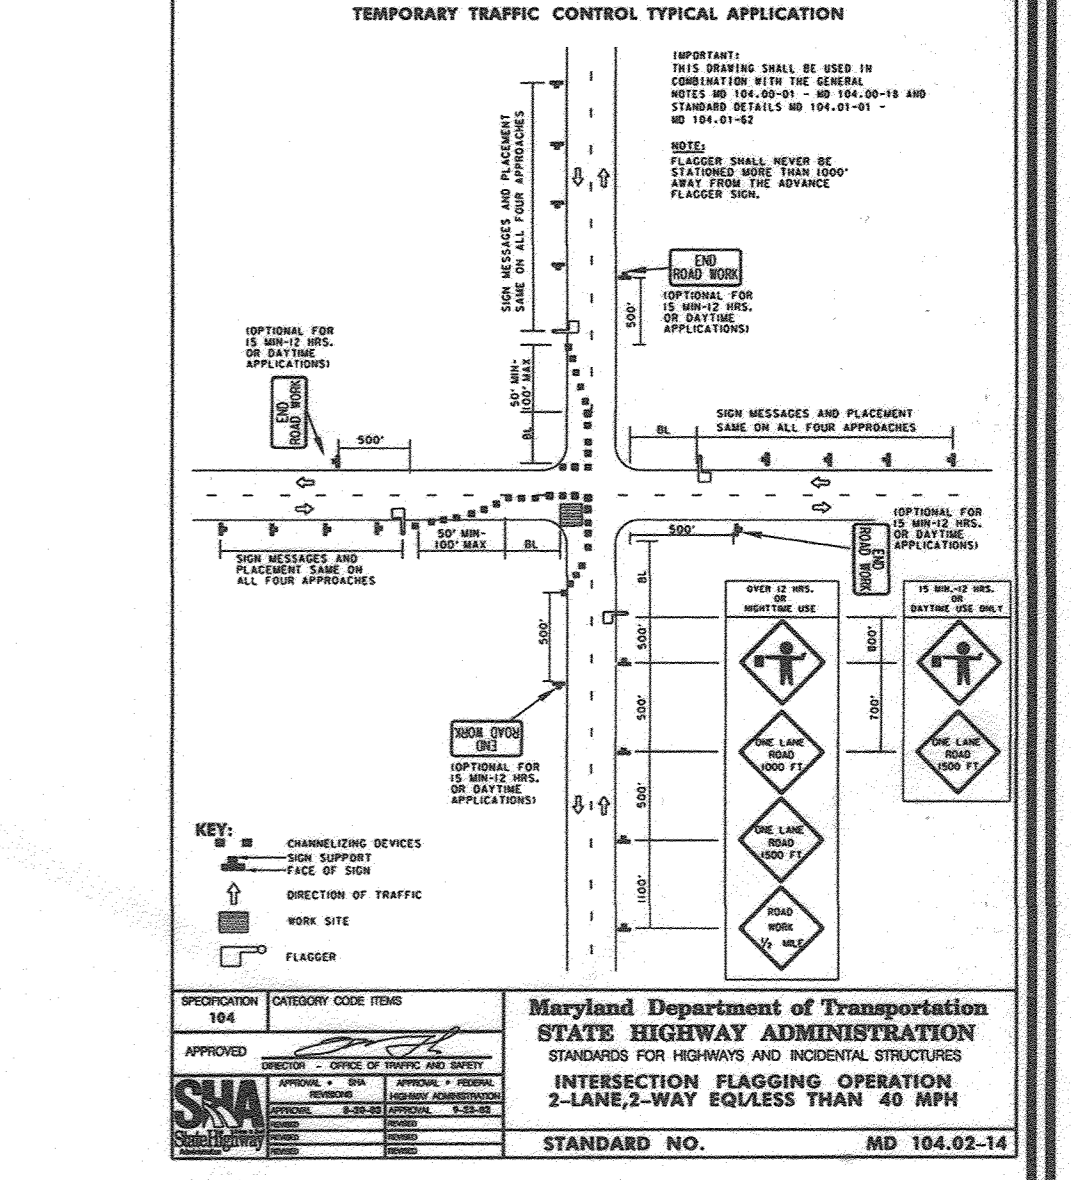 TEMPORARY TRAFFIC CONTROL TYPICAL APPLICATION
IMPORTANT:
THIS DRAWING SHALL BE USED IN
COMBINATION WITH THE GENERAL
NOTES MD 104.00-01 - MD 104.00-18 AND
STANDARD DETAILS MD 104.01-01 -
MD 104.01-62
NOTE:
FLAGGER SHALL NEVER BE
STATIONED MORE THAN 1000'
AWAY FROM THE ADVANCE
FLAGGER SIGN.
SIGN MESSAGES AND PLACEMENT
SAME ON ALL FOUR APPROACHES
END
ROAD WORK
(OPTIONAL FOR
15 MIN-12 HRS.
OR DAYTIME
APPLICATIONS)
500'
(OPTIONAL FOR
15 MIN-12 HRS.
OR DAYTIME
APPLICATIONS)
END
ROAD WORK
500'
50' MIN-
100' MAX
BL
SIGN MESSAGES AND PLACEMENT
SAME ON ALL FOUR APPROACHES
BL
50' MIN-
100' MAX
BL
SIGN MESSAGES AND
PLACEMENT SAME ON
ALL FOUR APPROACHES
500'
END
ROAD WORK
(OPTIONAL FOR
15 MIN-12 HRS.
OR DAYTIME
APPLICATIONS)
BL
500'
500'
500'
1100'
500'
END
ROAD WORK
(OPTIONAL FOR
15 MIN-12 HRS.
OR DAYTIME
APPLICATIONS)
OVER 12 HRS.
OR
NIGHTTIME USE
ONE LANE
ROAD
1000 FT
ONE LANE
ROAD
1500 FT
ROAD
WORK
1/2 MILE
800'
700'
15 MIN.-12 HRS.
OR
DAYTIME USE ONLY
ONE LANE
ROAD
1500 FT
KEY:
CHANNELIZING DEVICES
SIGN SUPPORT
FACE OF SIGN
DIRECTION OF TRAFFIC
WORK SITE
FLAGGER
SPECIFICATION
104
CATEGORY CODE ITEMS
APPROVED
DIRECTOR - OFFICE OF TRAFFIC AND SAFETY
SHA
State Highway
Administration
APPROVAL • SHA
REVISIONS
APPROVAL • FEDERAL
HIGHWAY ADMINISTRATION
APPROVAL
APPROVAL
REVISED
REVISED
REVISED
REVISED
REVISED
REVISED
Maryland Department of Transportation
STATE HIGHWAY ADMINISTRATION
STANDARDS FOR HIGHWAYS AND INCIDENTAL STRUCTURES
INTERSECTION FLAGGING OPERATION
2-LANE,2-WAY EQL/LESS THAN 40 MPH
STANDARD NO.
MD 104.02-14